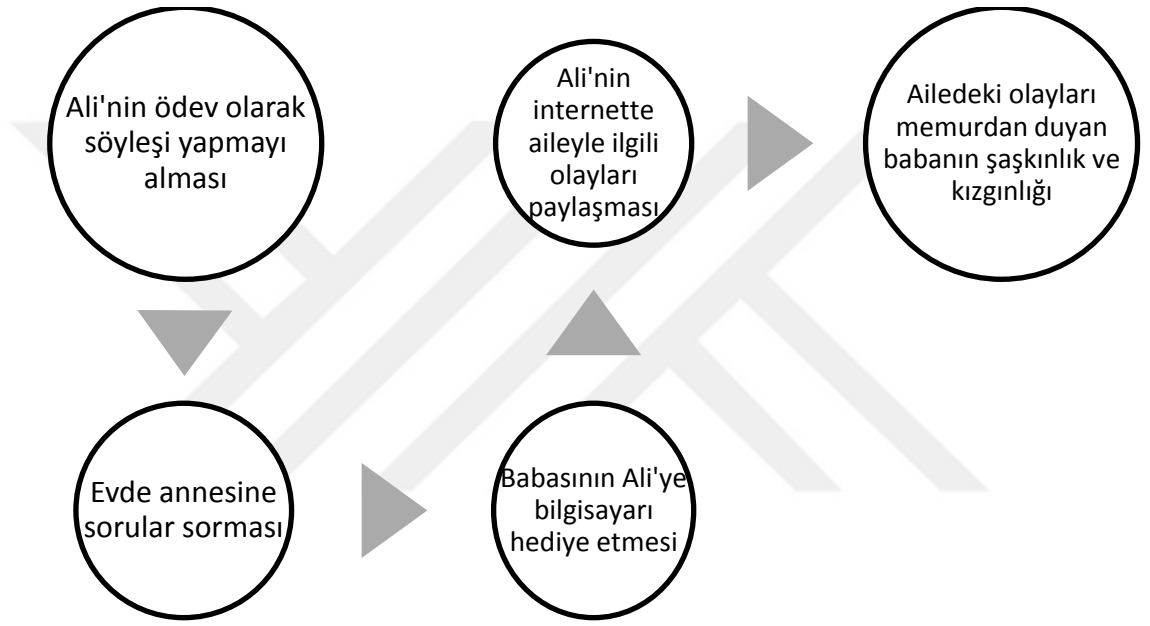 Ali'nin ödev olarak
söyleşi yapmayı
alması
Evde annesine
sorular sorması
Babasının Ali'ye
bilgisayarı
hediye etmesi
Ali'nin
internette
aileyle ilgili
olayları
paylaşması
Ailedeki olayları
memurdan duyan
babanın şaşkınlık ve
kızgınlığı